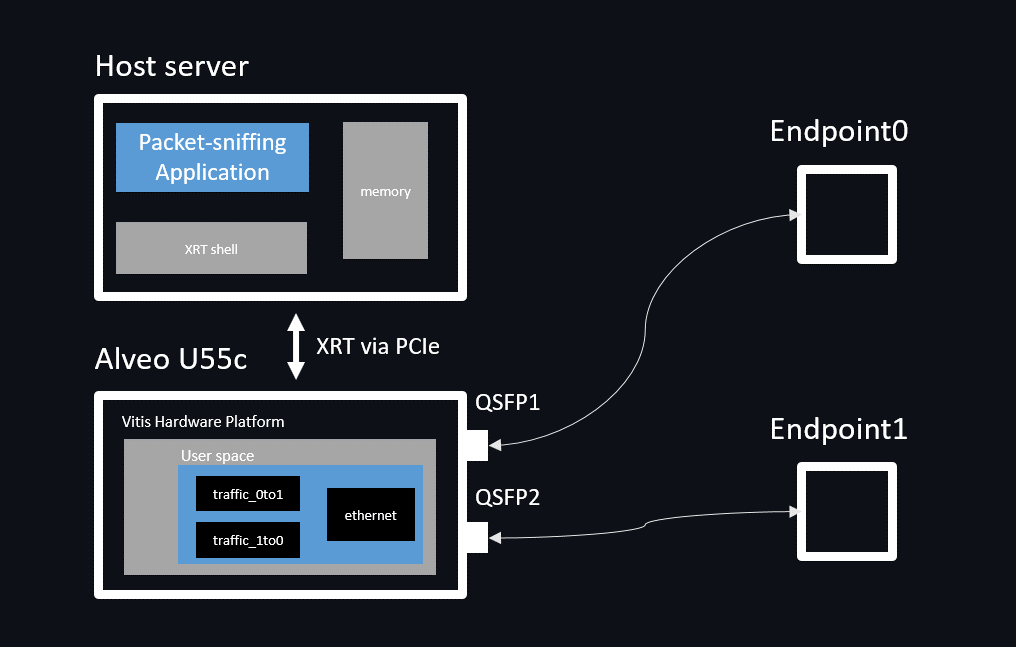 Host server
Packet-sniffing
Application
memory
XRT shell
XRT via PCIe
Alveo U55c
Vitis Hardware Platform
User space
traffic_0to1
traffic_1to0
ethernet
QSFP1
QSFP2
Endpoint0
Endpoint1